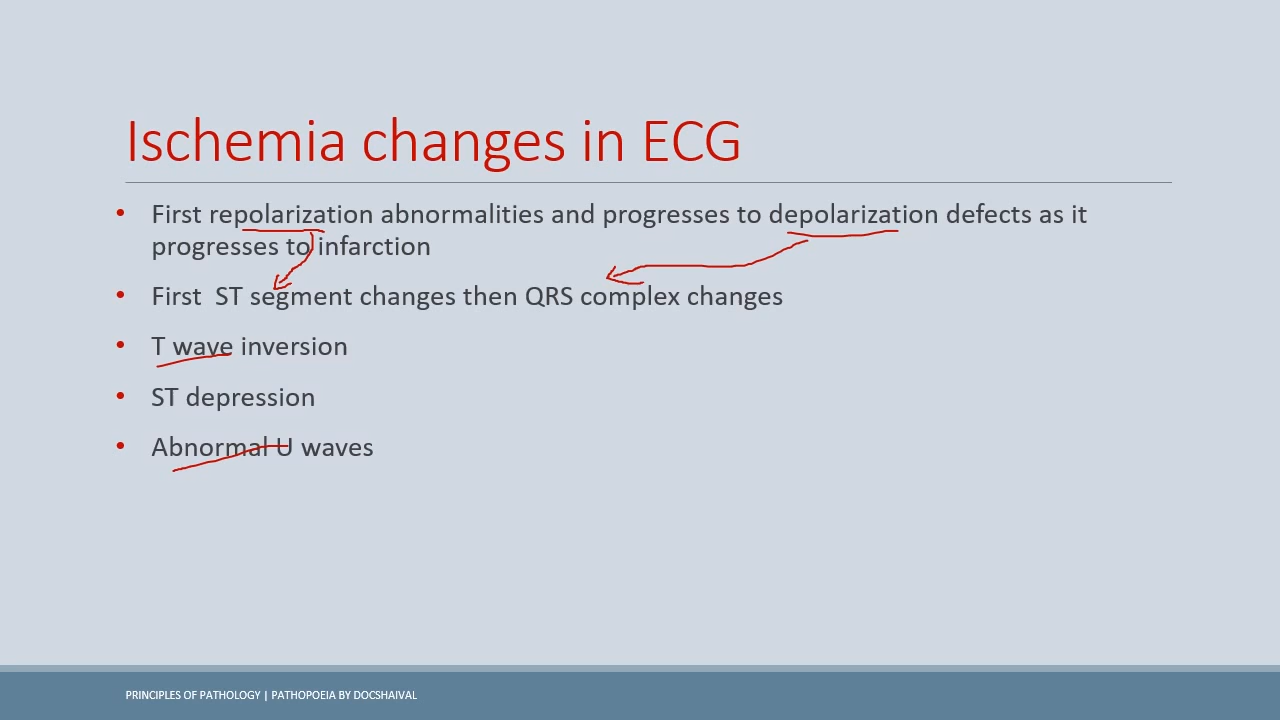 Ischemia changes in ECG
• First repolarization abnormalities and progresses to depolarization defects as it
progresses to infarction
• First  ST segment changes then QRS complex changes
• T wave inversion
• ST depression
• Abnormal U waves
PRINCIPLES OF PATHOLOGY | PATHOPOEIA BY DOCSHAIVAL